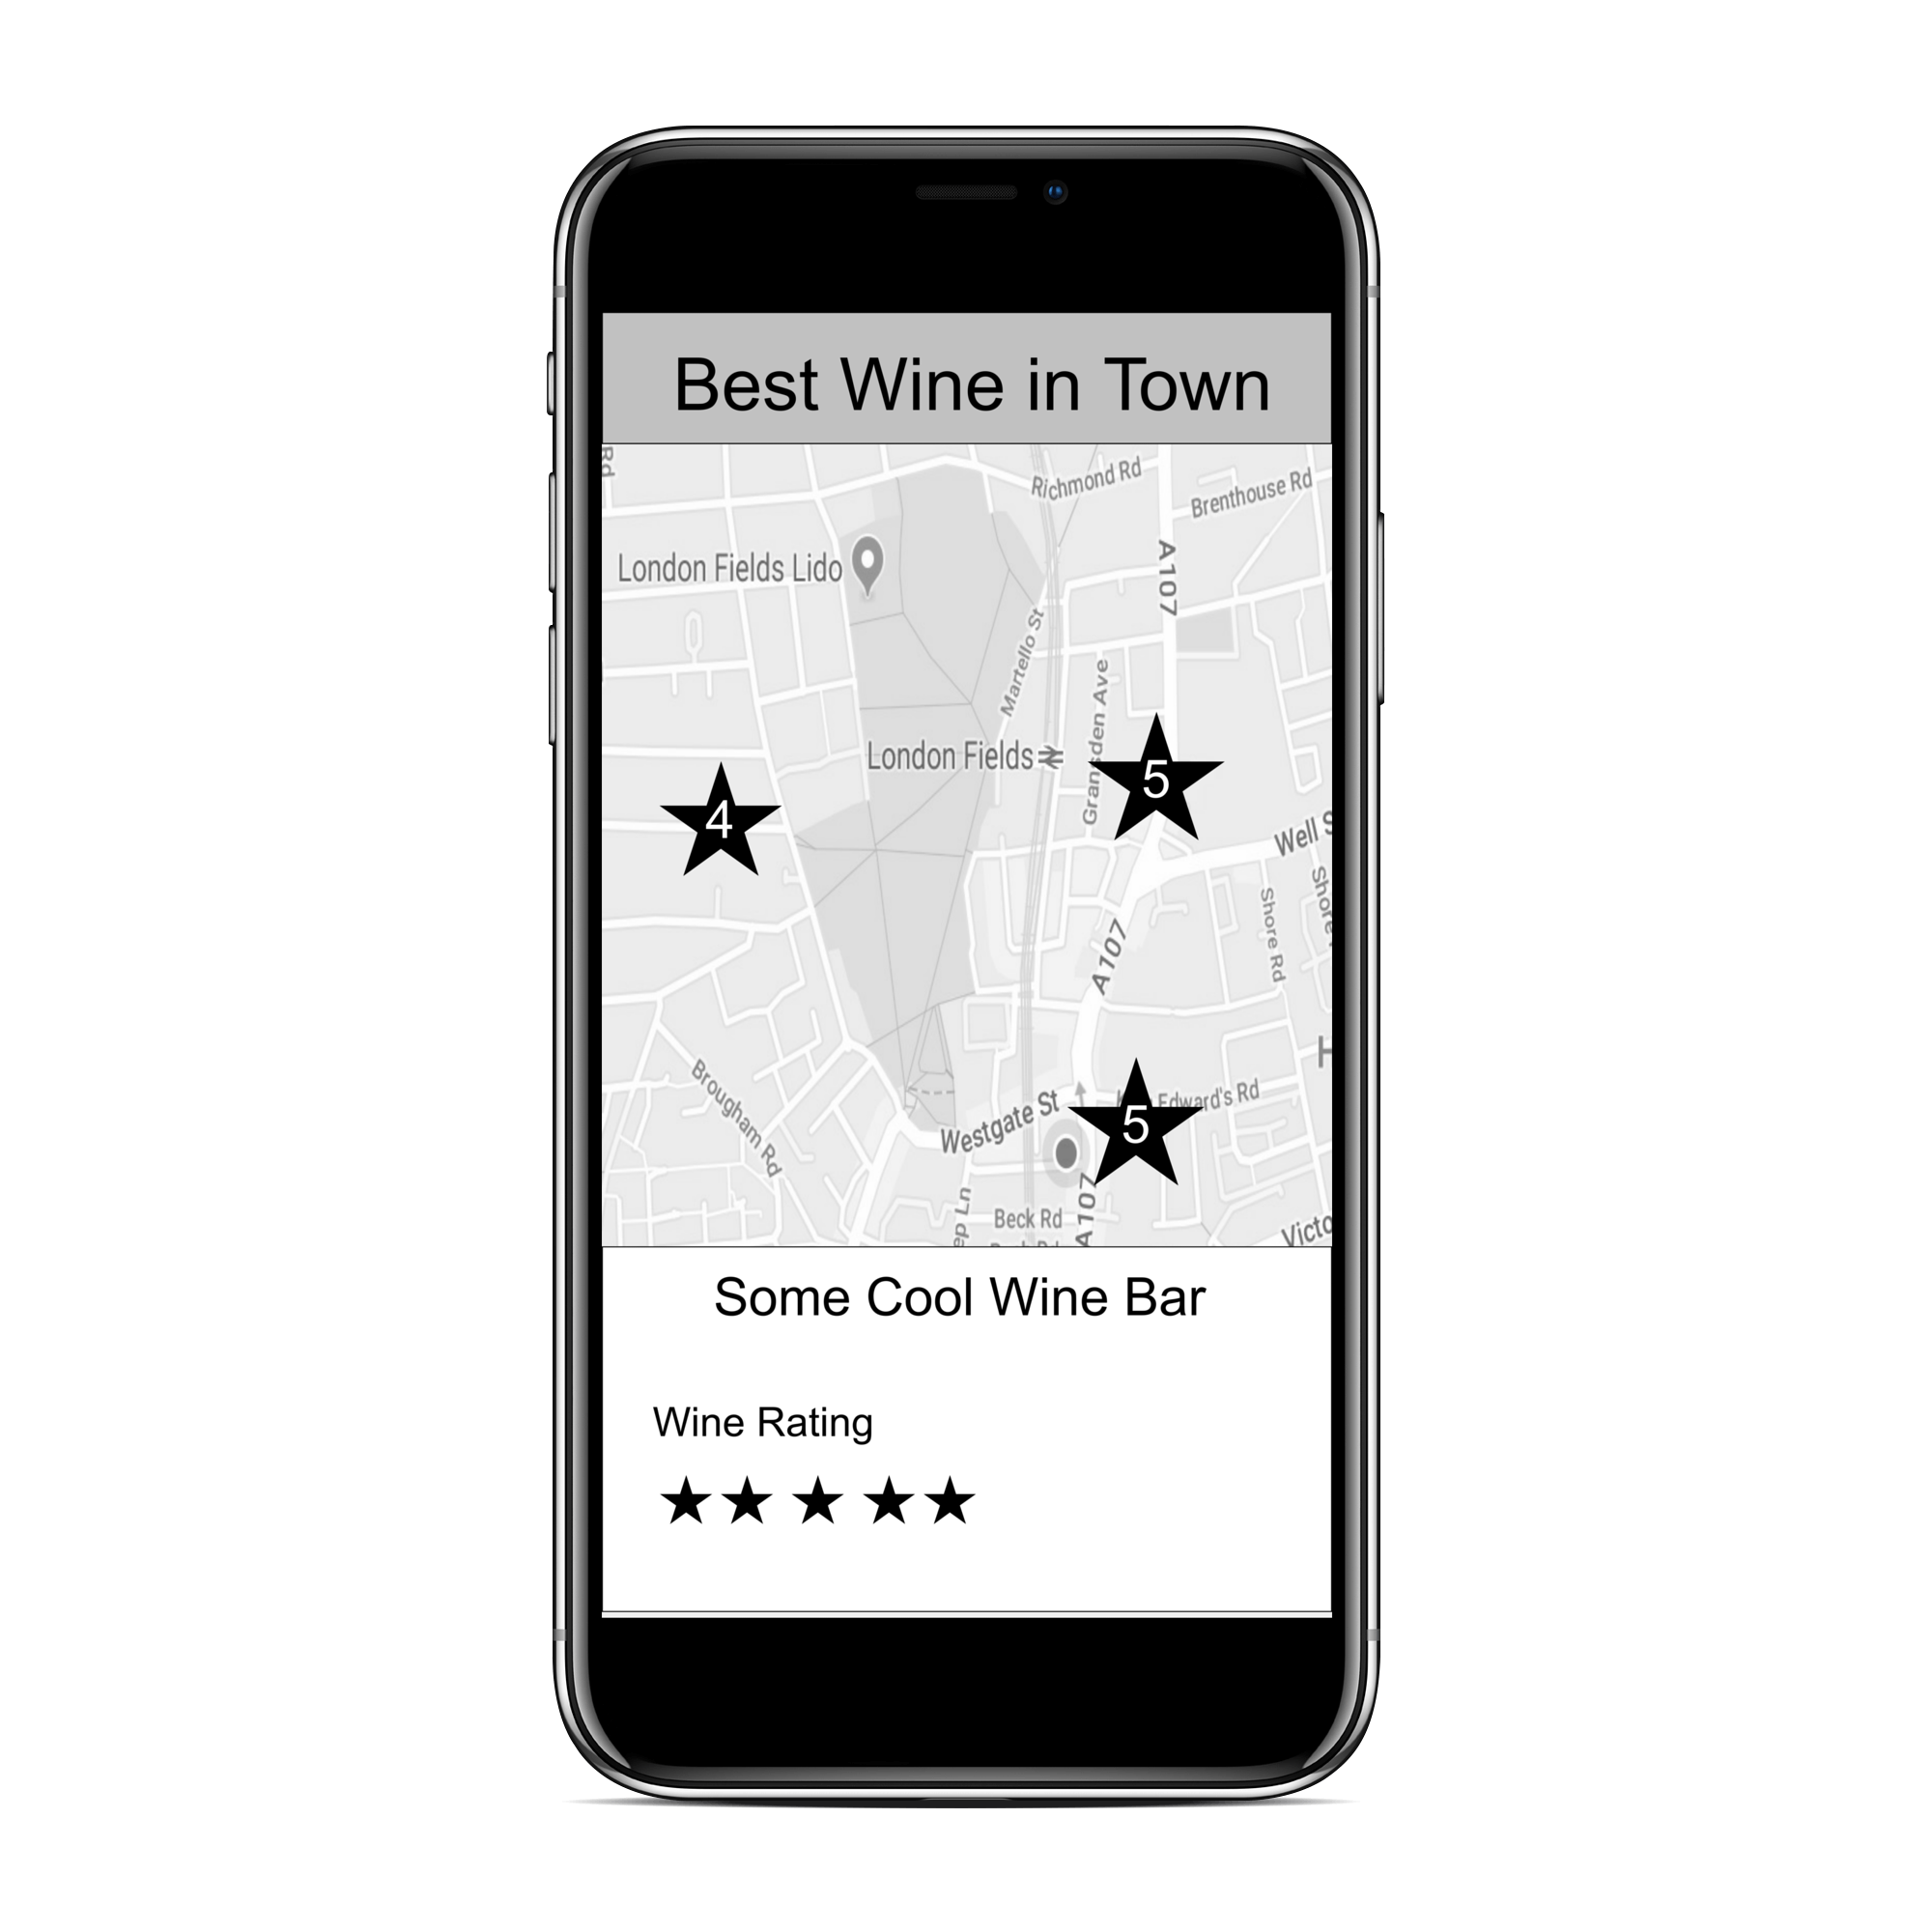 Best Wine in Town
Rd
Richmond Rd
Brenthouse Rd
London Fields Lido
A107
Martello St
Gransden Ave
London Fields
5
4
Well S
Shore
Shore Rd
A107
H
Brougham Rd
Edward's Rd
Westgate St
5
A107
Beck Rd
ep Ln
Victo
Some Cool Wine Bar
Wine Rating